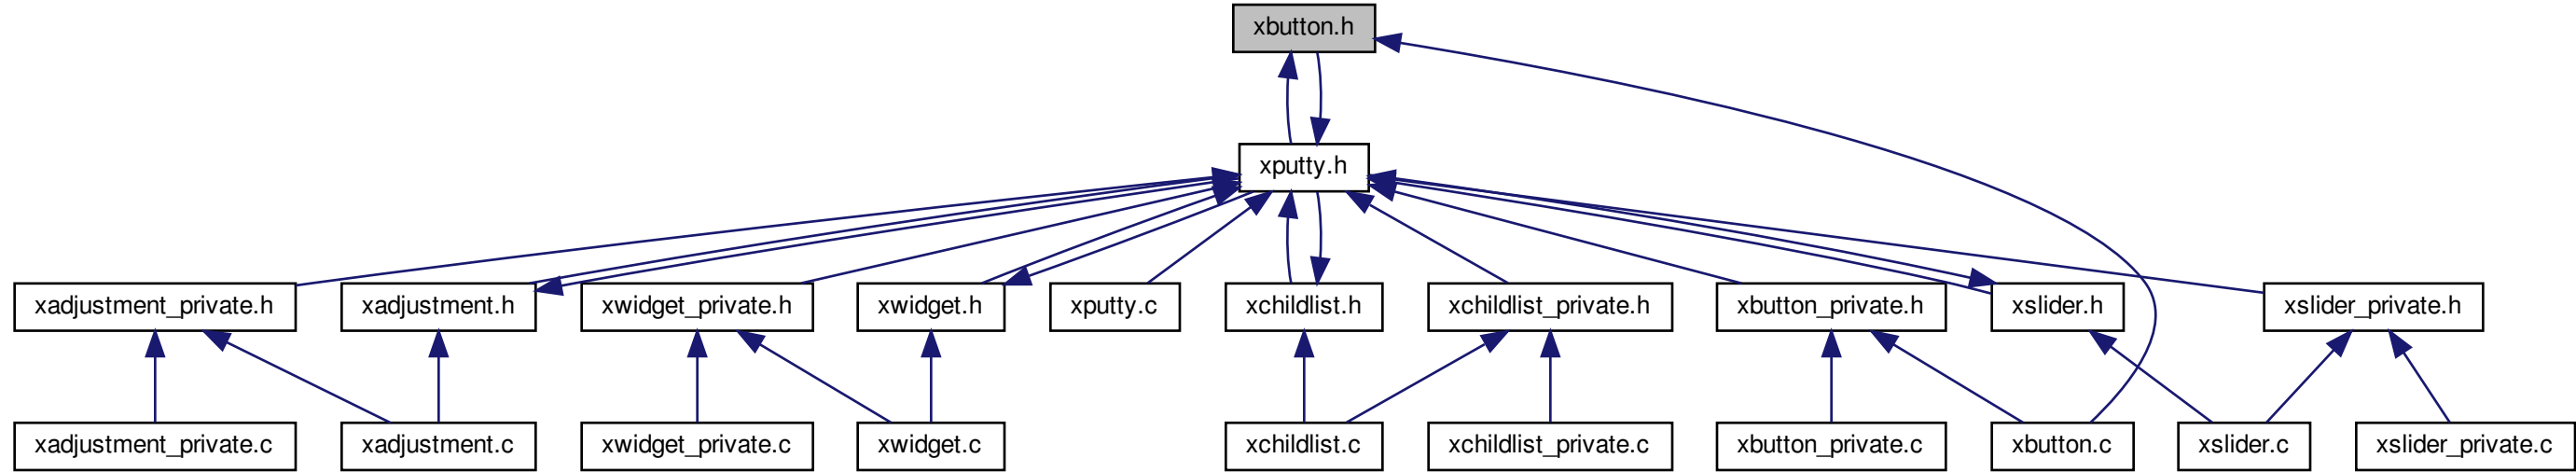 xbutton.h
xputty.h
xadjustment_private.h
xadjustment.h
xwidget_private.h
xwidget.h
xputty.c
xchildlist.h
xchildlist_private.h
xbutton_private.h
xslider.h
xslider_private.h
xadjustment_private.c
xadjustment.c
xwidget_private.c
xwidget.c
xchildlist.c
xchildlist_private.c
xbutton_private.c
xbutton.c
xslider.c
xslider_private.c